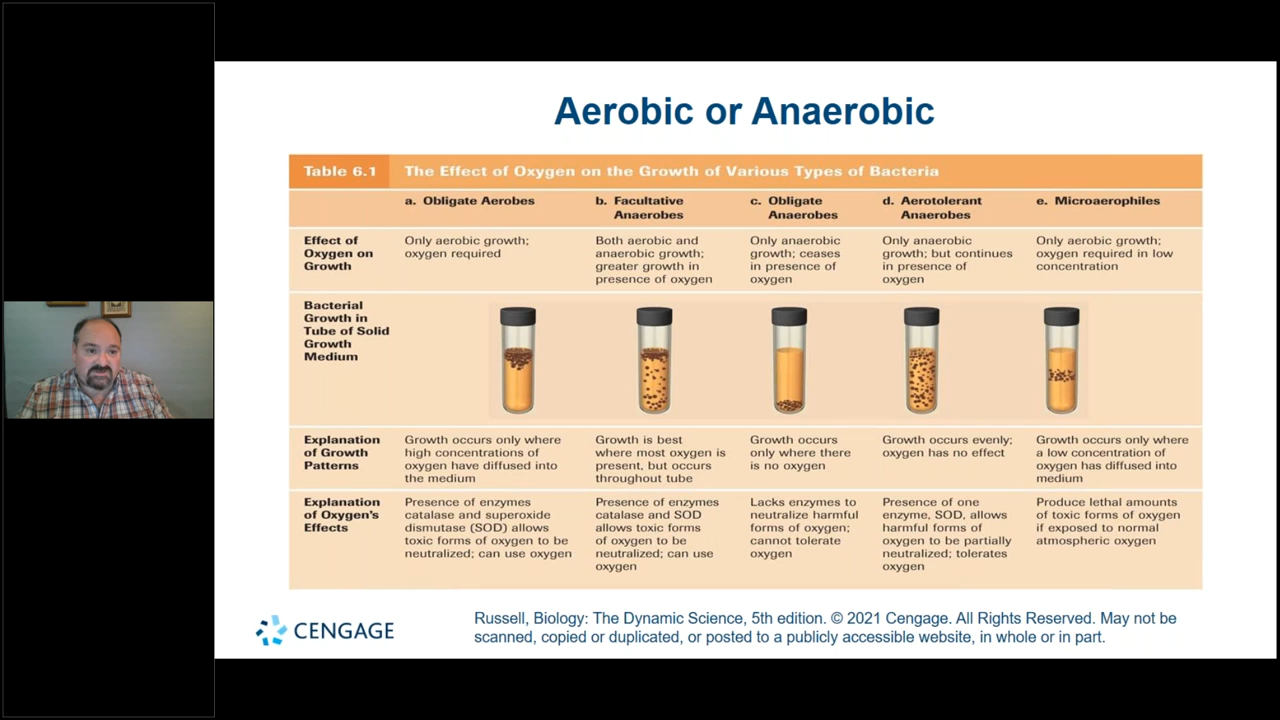 Aerobic or Anaerobic
Table 6.1
The Effect of Oxygen on the Growth of Various Types of Bacteria
a. Obligate Aerobes
b. Facultative
Anaerobes
c. Obligate
Anaerobes
d. Aerotolerant
Anaerobes
e. Microaerophiles
Effect of
Oxygen on
Growth
Only aerobic growth;
oxygen required
Both aerobic and
anaerobic growth;
greater growth in
presence of oxygen
Only anaerobic
growth; ceases
in presence of
oxygen
Only anaerobic
growth; but continues
in presence of
oxygen
Only aerobic growth;
oxygen required in low
concentration
Bacterial
Growth in
Tube of Solid
Growth
Medium
Explanation
of Growth
Patterns
Growth occurs only where
high concentrations of
oxygen have diffused into
the medium
Growth is best
where most oxygen is
present, but occurs
throughout tube
Growth occurs
only where there
is no oxygen
Growth occurs evenly;
oxygen has no effect
Growth occurs only where
a low concentration of
oxygen has diffused into
medium
Explanation
of Oxygen's
Effects
Presence of enzymes
catalase and superoxide
dismutase (SOD) allows
toxic forms of oxygen to be
neutralized; can use oxygen
Presence of enzymes
catalase and SOD
allows toxic forms
of oxygen to be
neutralized; can use
oxygen
Lacks enzymes to
neutralize harmful
forms of oxygen;
cannot tolerate
oxygen
Presence of one
enzyme, SOD, allows
harmful forms of
oxygen to be partially
neutralized; tolerates
oxygen
Produce lethal amounts
of toxic forms of oxygen
if exposed to normal
atmospheric oxygen
CENGAGE
Russell, Biology: The Dynamic Science, 5th edition. © 2021 Cengage. All Rights Reserved. May not be
scanned, copied or duplicated, or posted to a publicly accessible website, in whole or in part.